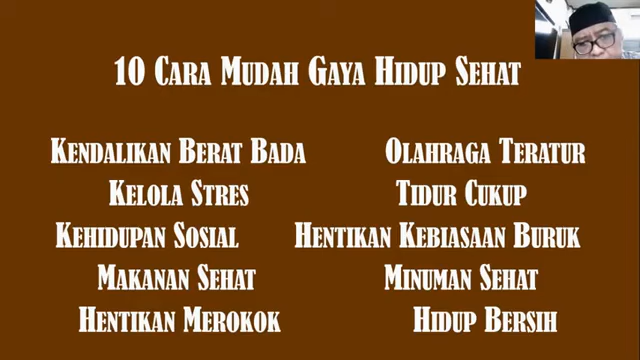 10 CARA MUDAH GAYA HIDUP SEHAT
KENDALIKAN BERAT BADA
OLAHRAGA TERATUR
KELOLA STRES
TIDUR CUKUP
KEHIDUPAN SOSIAL
HENTIKAN KEBIASAAN BURUK
MAKANAN SEHAT
MINUMAN SEHAT
HENTIKAN MEROKOK
HIDUP BERSIH